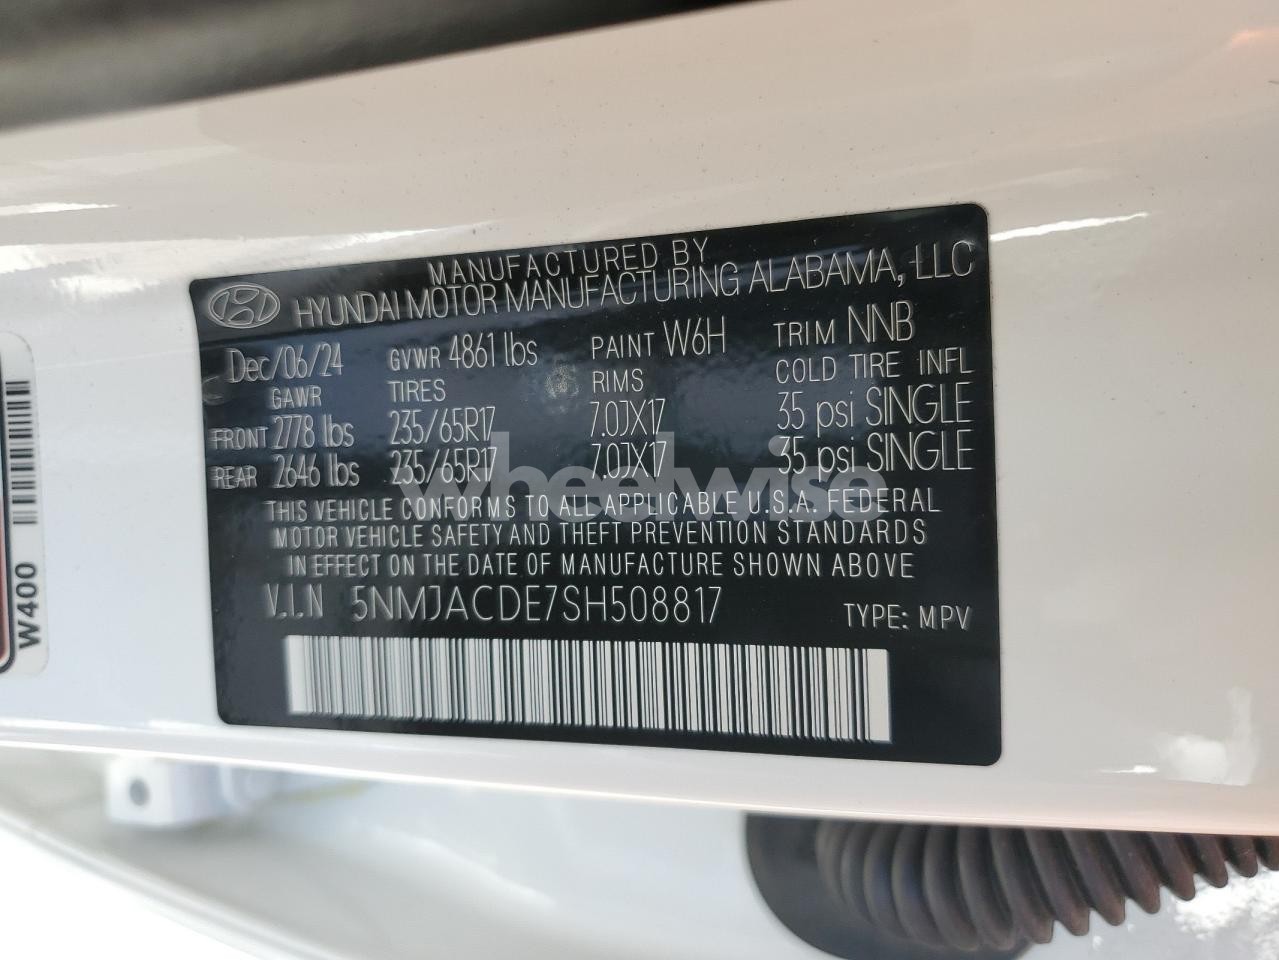 MANUFACTURED BY
HYUNDAI MOTOR MANUFACTURING ALABAMA, LLC
Dec/06/24 GVWR 4861 lbs PAINT W6H TRIM NNB
GAWR TIRES RIMS COLD TIRE INFL
FRONT 2778 lbs 235/65R17 7.0JX17 35 psi SINGLE
REAR 2646 lbs 235/65R17 7.0JX17 35 psi SINGLE
wheelwise
THIS VEHICLE CONFORMS TO ALL APPLICABLE U.S.A. FEDERAL
MOTOR VEHICLE SAFETY AND THEFT PREVENTION STANDARDS
IN EFFECT ON THE DATE OF MANUFACTURE SHOWN ABOVE
V.I.N 5NMJACDE7SH508817 TYPE: MPV
W400